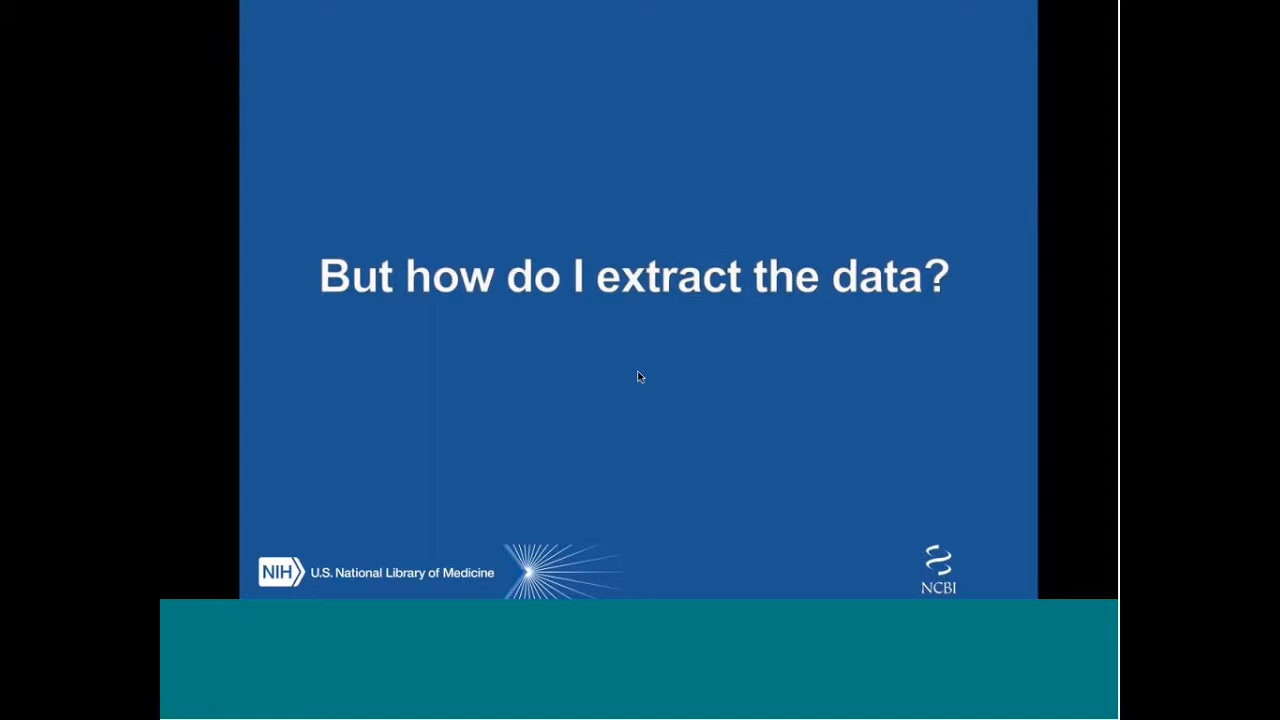 But how do I extract the data?
NIH U.S. National Library of Medicine
NCBI